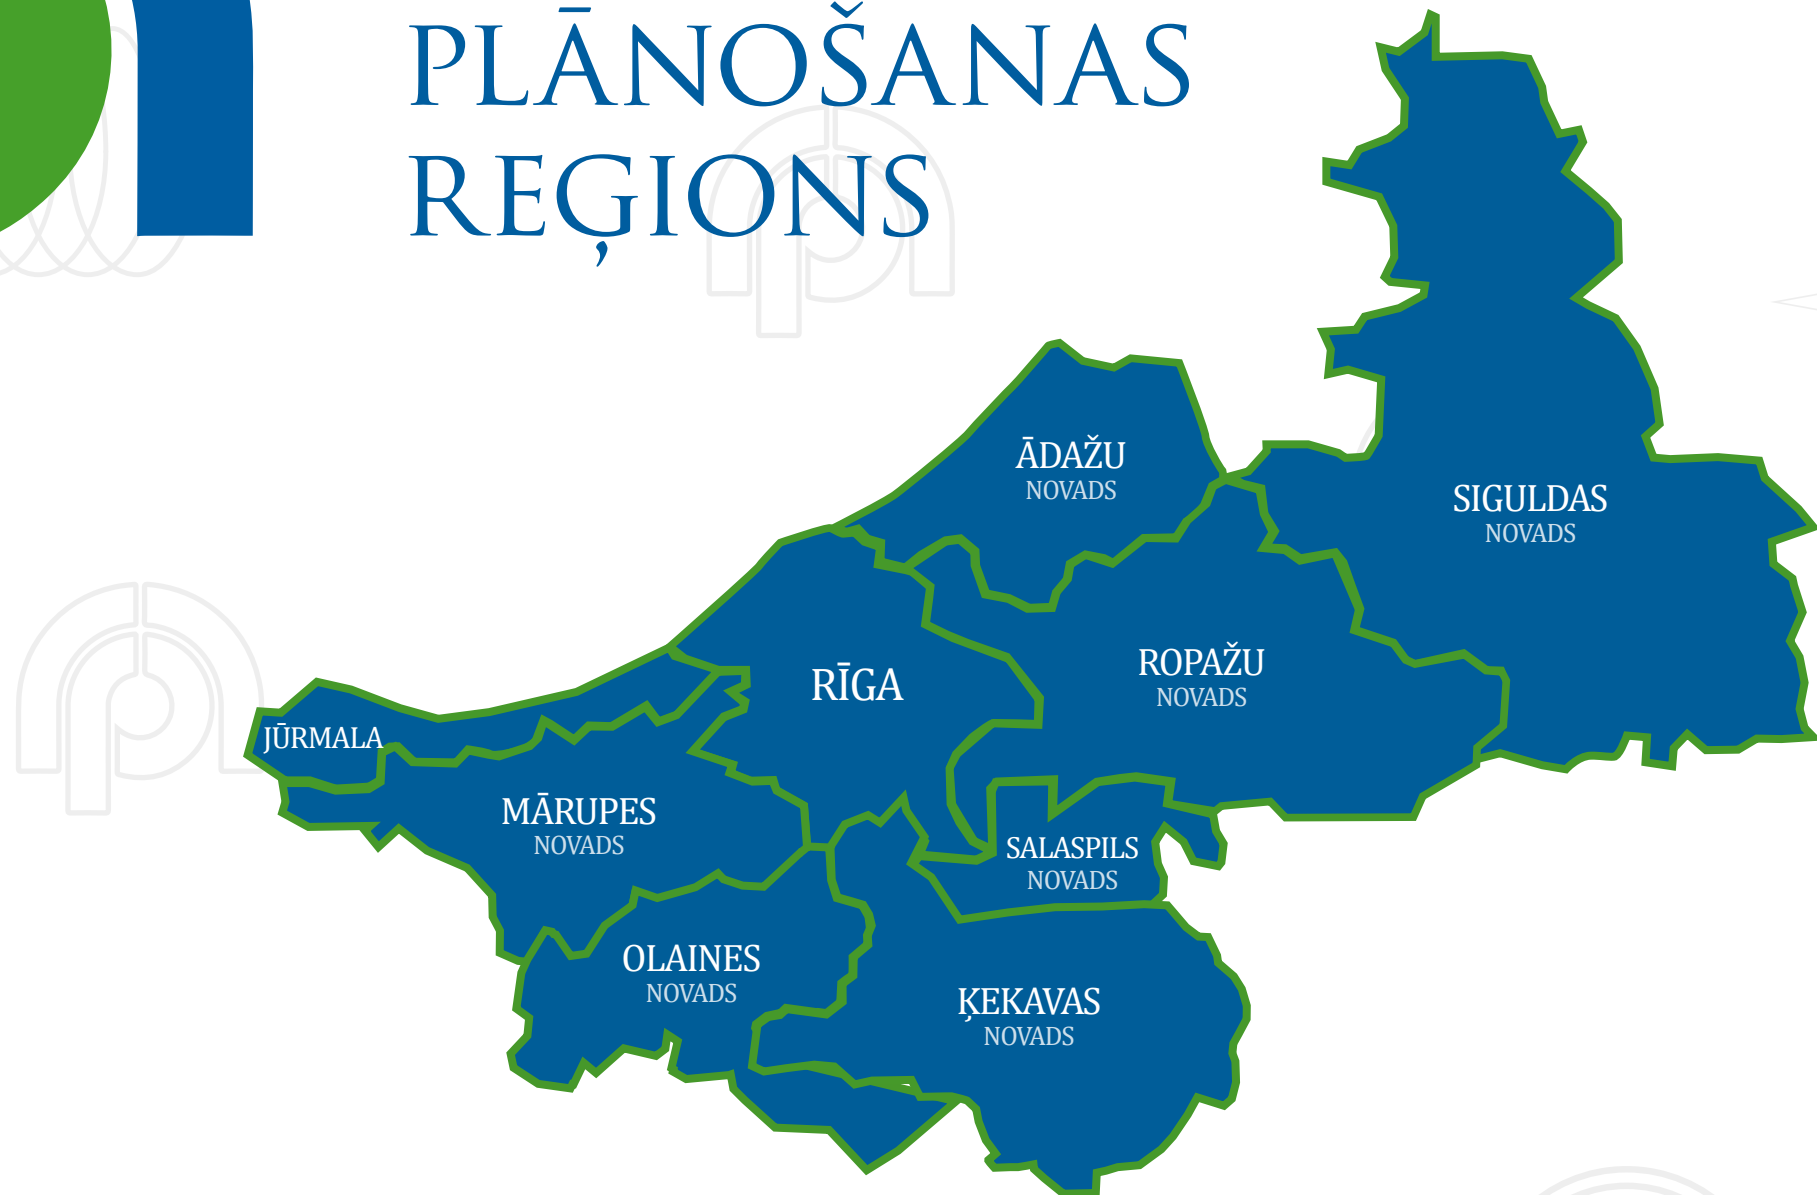 PLĀNOŠANAS
REĢIONS
ĀDAŽU
NOVADS
SIGULDAS
NOVADS
RĪGA
ROPAŽU
NOVADS
JŪRMALA
MĀRUPES
NOVADS
SALASPILS
NOVADS
OLAINES
NOVADS
ĶEKAVAS
NOVADS